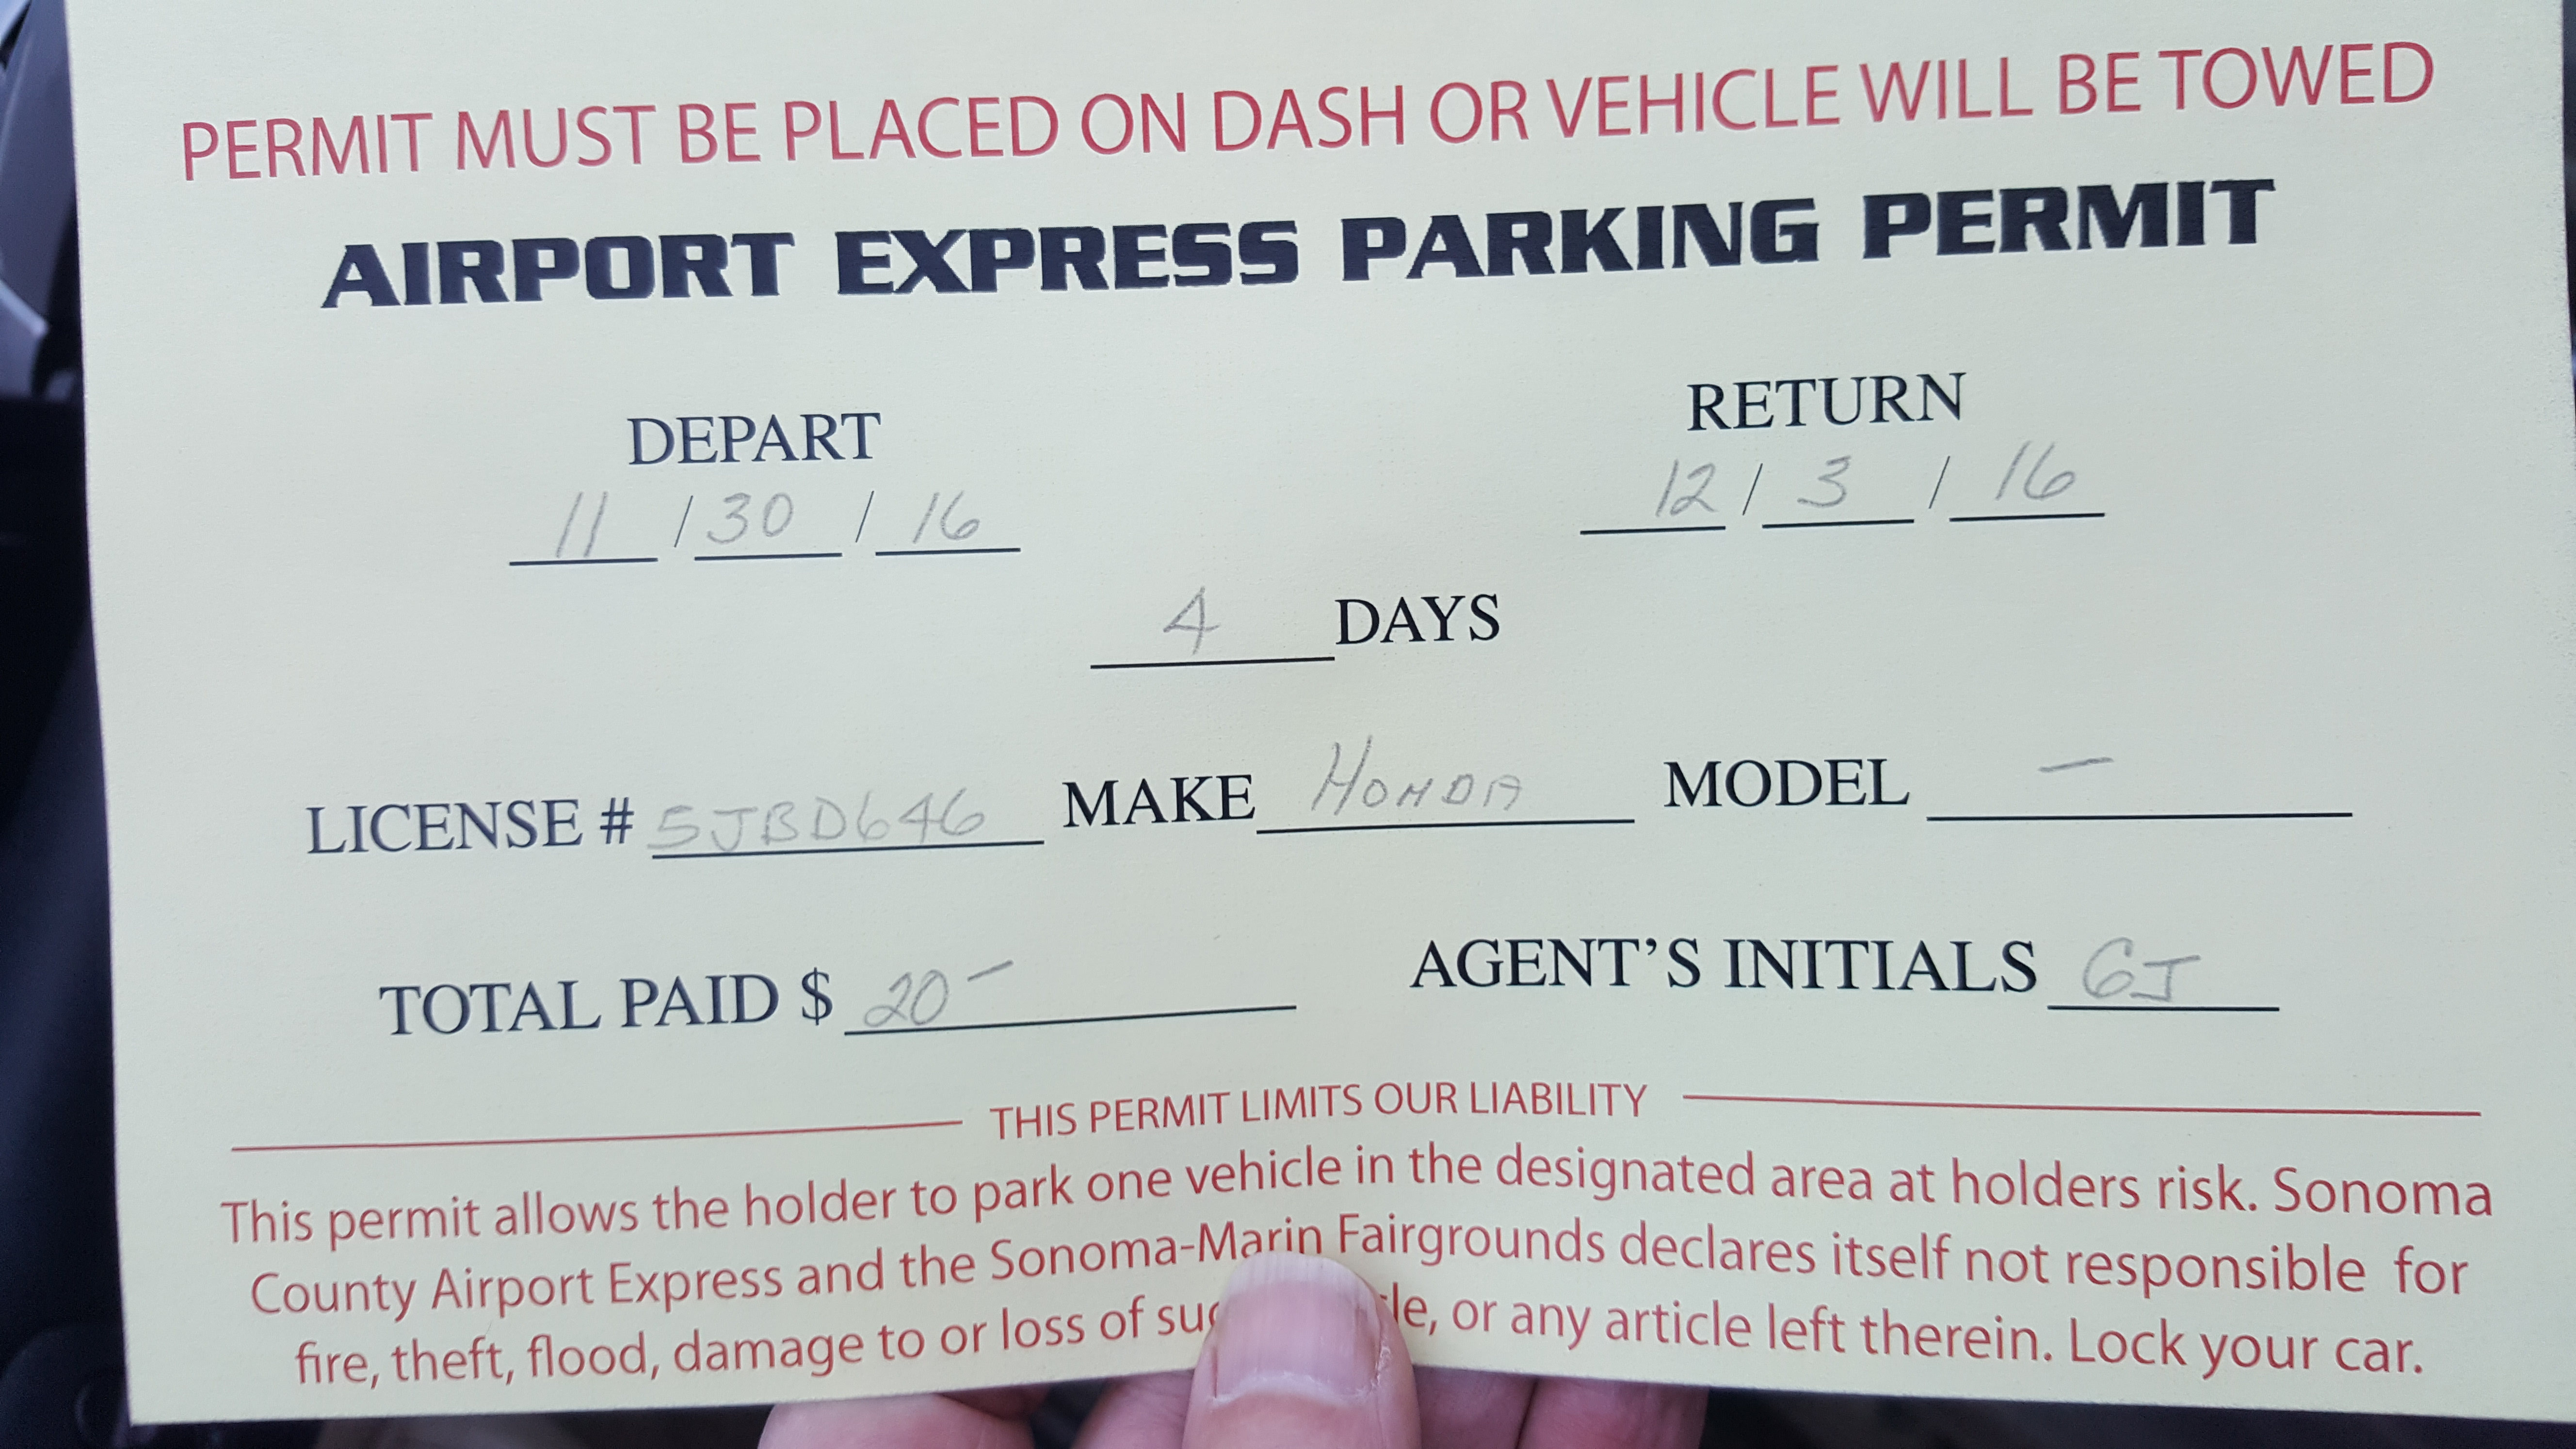 PERMIT MUST BE PLACED ON DASH OR VEHICLE WILL BE TOWED
AIRPORT EXPRESS PARKING PERMIT
DEPART RETURN
11 / 30 / 16 12 / 3 / 16
4 DAYS
LICENSE # 5JBD646 MAKE HONDA MODEL —
TOTAL PAID $ 20— AGENT'S INITIALS GJ
THIS PERMIT LIMITS OUR LIABILITY
This permit allows the holder to park one vehicle in the designated area at holders risk. Sonoma
County Airport Express and the Sonoma-Marin Fairgrounds declares itself not responsible for
fire, theft, flood, damage to or loss of or any article left therein. Lock your car.